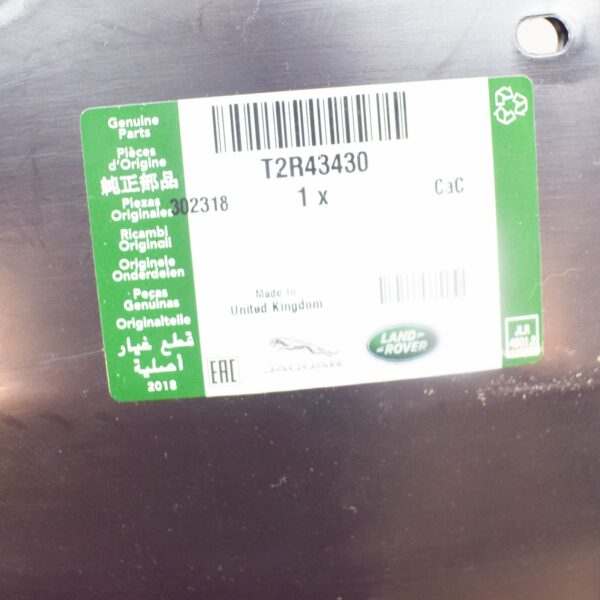 Genuine
Parts
Pièces
d'Origine
純正部品
Piezas
Originales
Ricambi
Originali
Originele
Onderdelen
Peças
Genuínas
Originalteile
قطع غيار
أصلية
2018
T2R43430
302318
1 x
CaC
Made in
United Kingdom
EAC
JAGUAR
LAND-
-ROVER
JLR